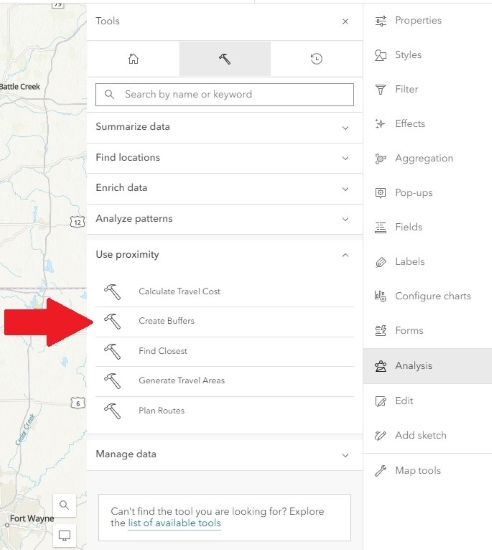 Tools
Search by name or keyword
Summarize data
Find locations
Enrich data
Analyze patterns
Use proximity
Calculate Travel Cost
Create Buffers
Find Closest
Generate Travel Areas
Plan Routes
Manage data
Can't find the tool you are looking for? Explore
the list of available tools
Properties
Styles
Filter
Effects
Aggregation
Pop-ups
Fields
Labels
Configure charts
Forms
Analysis
Edit
Add sketch
Map tools
Battle Creek
12
6
Cedar Creek
Fort Wayne